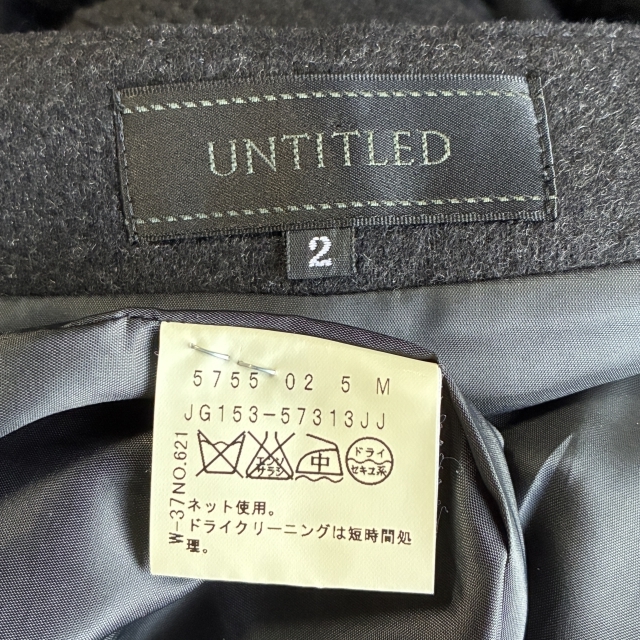 UNTITLED
2
5755 02 5 M
JG153-57313JJ
エンソ
サラシ
中
ドライ
セキユ系
W-37NO.621
ネット使用。
ドライクリーニングは短時間処
理。